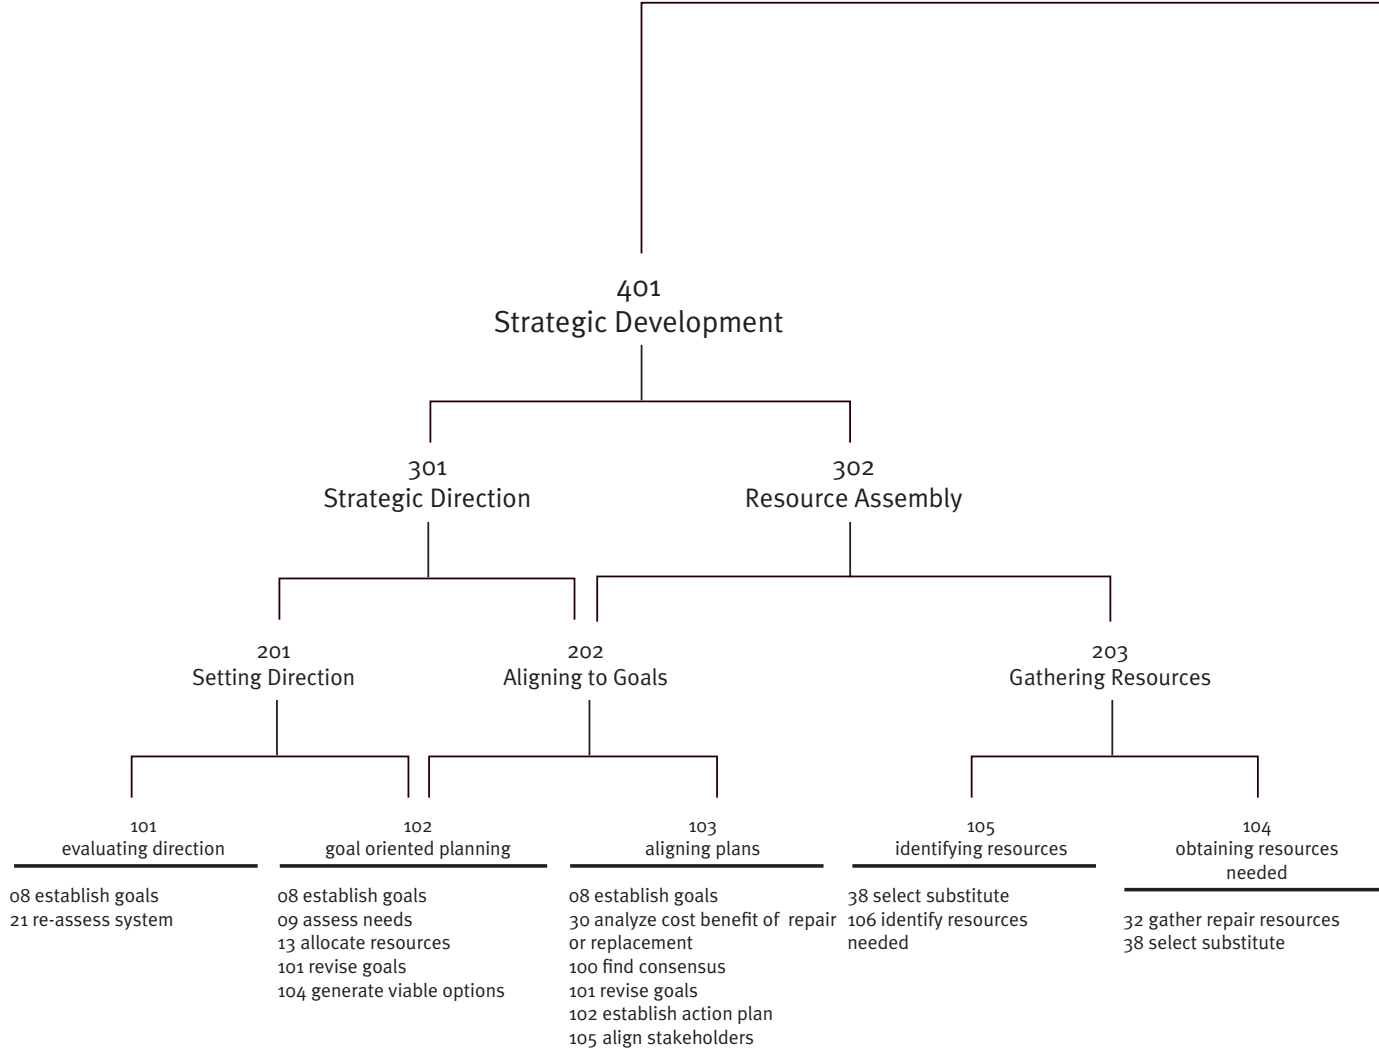 401
Strategic Development
301
Strategic Direction
302
Resource Assembly
201
Setting Direction
202
Aligning to Goals
203
Gathering Resources
101
evaluating direction
08 establish goals
21 re-assess system
102
goal oriented planning
08 establish goals
09 assess needs
13 allocate resources
101 revise goals
104 generate viable options
103
aligning plans
08 establish goals
30 analyze cost benefit of repair
or replacement
100 find consensus
101 revise goals
102 establish action plan
105 align stakeholders
105
identifying resources
38 select substitute
106 identify resources
needed
104
obtaining resources
needed
32 gather repair resources
38 select substitute